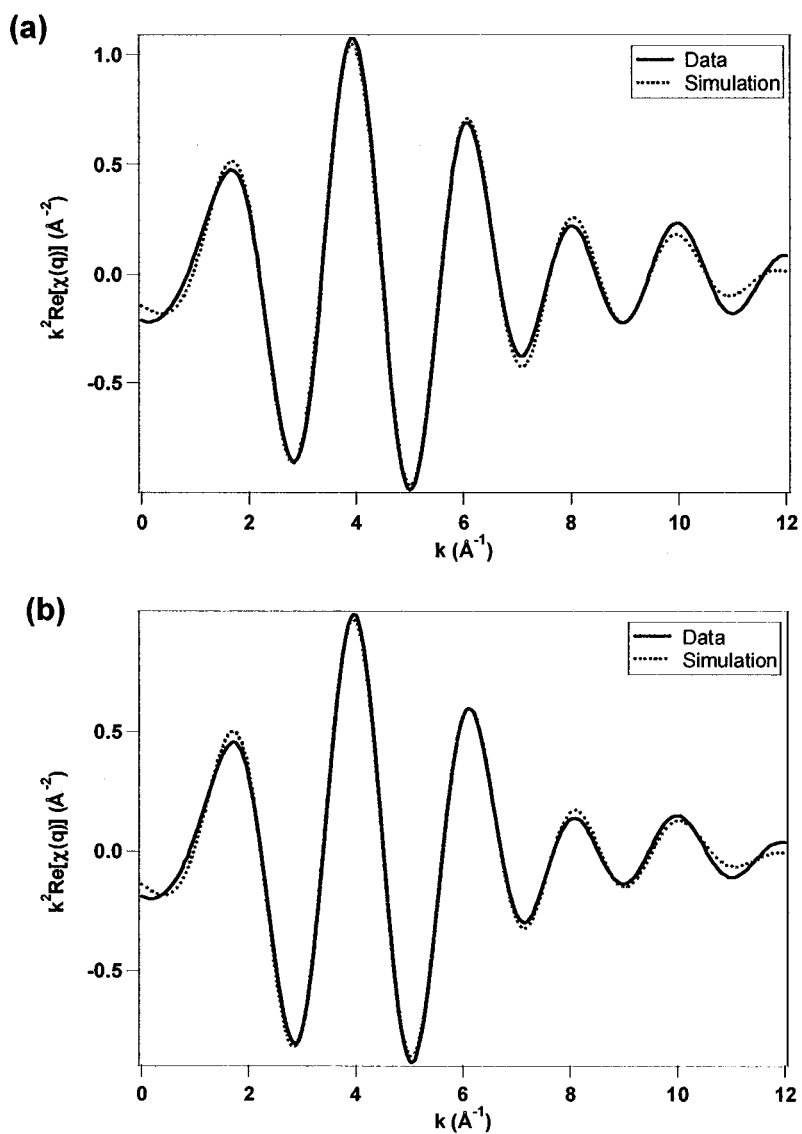 (a)
1.0
0.5
0.0
-0.5
k²Re[χ(q)] (Å⁻²)
Data
Simulation
0 2 4 6 8 10 12
k (Å⁻¹)
(b)
0.5
0.0
-0.5
k²Re[χ(q)] (Å⁻²)
Data
Simulation
0 2 4 6 8 10 12
k (Å⁻¹)